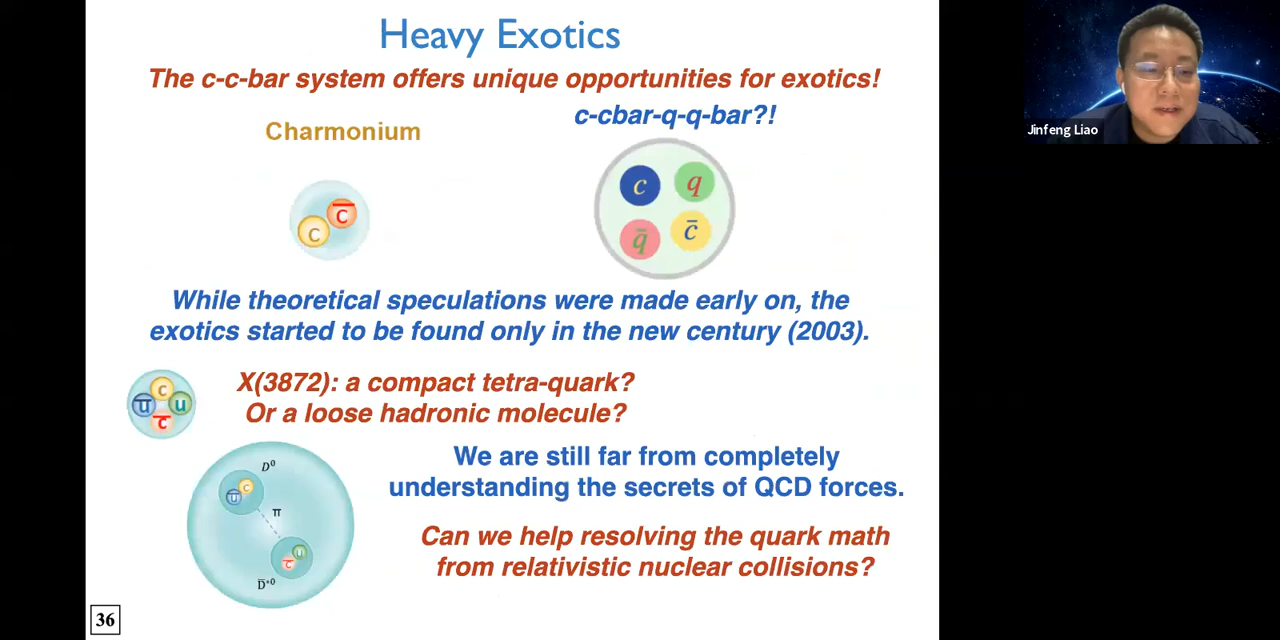 Heavy Exotics
The c-c-bar system offers unique opportunities for exotics!
Charmonium
c-cbar-q-q-bar?!
c
q
c̄
c
q̄
c̄
While theoretical speculations were made early on, the
exotics started to be found only in the new century (2003).
X(3872): a compact tetra-quark?
Or a loose hadronic molecule?
c
ū
u
c̄
We are still far from completely
understanding the secrets of QCD forces.
D⁰
c
ū
π
u
c̄
D̄*⁰
Can we help resolving the quark math
from relativistic nuclear collisions?
36
Jinfeng Liao